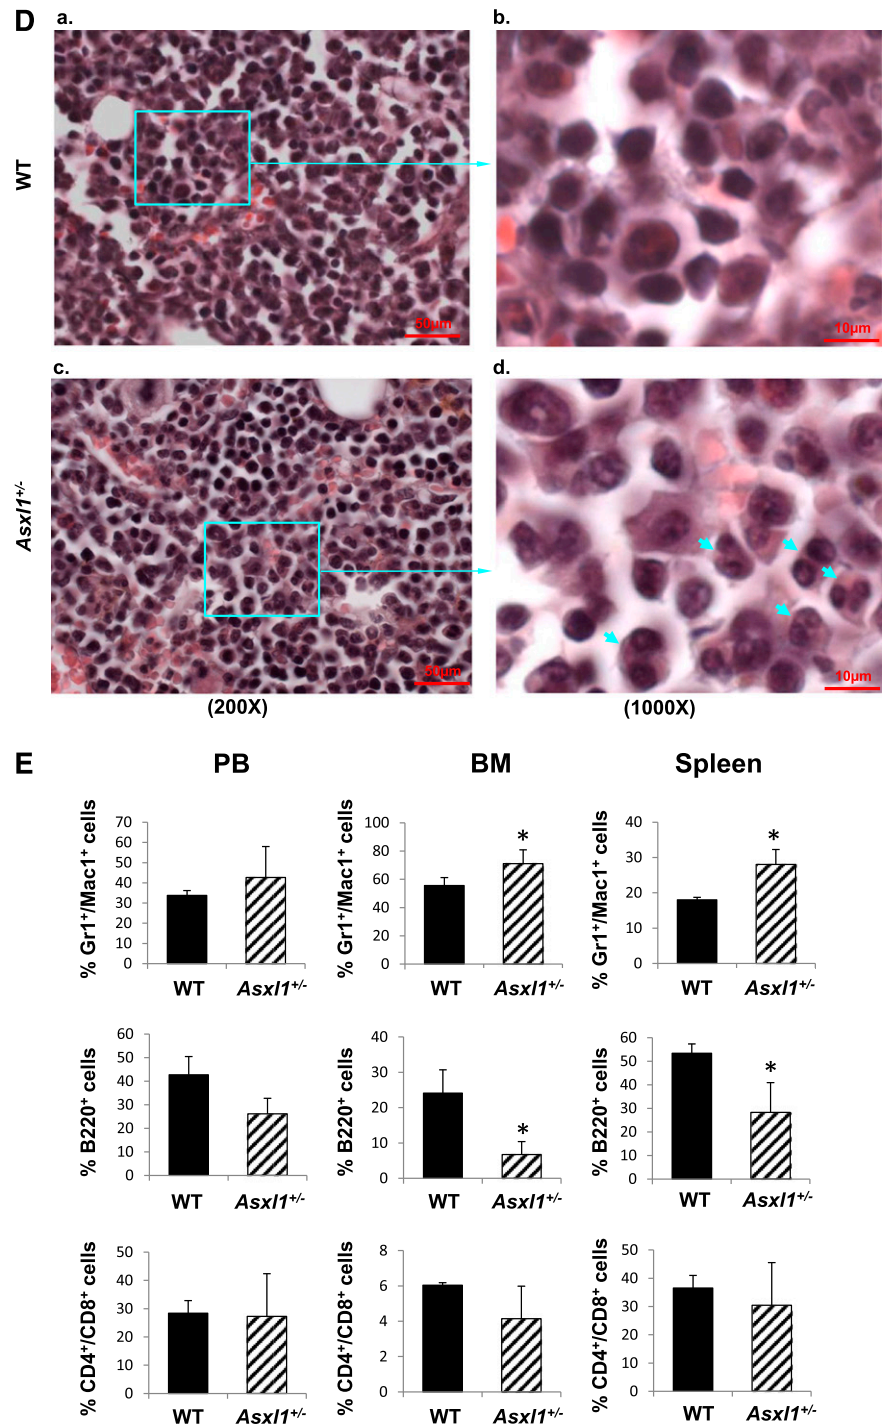 D
a.
b.
WT
50µm
10µm
c.
d.
Asxl1+/-
50µm
10µm
(200X)
(1000X)
E
PB
BM
Spleen
% Gr1+/Mac1+ cells
70
60
50
40
30
20
10
0
WT
Asxl1+/-
% Gr1+/Mac1+ cells
100
80
60
40
20
0
*
WT
Asxl1+/-
% Gr1+/Mac1+ cells
40
30
20
10
0
*
WT
Asxl1+/-
% B220+ cells
60
50
40
30
20
10
0
WT
Asxl1+/-
% B220+ cells
40
30
20
10
0
*
WT
Asxl1+/-
% B220+ cells
60
50
40
30
20
10
0
*
WT
Asxl1+/-
% CD4+/CD8+ cells
50
40
30
20
10
0
WT
Asxl1+/-
% CD4+/CD8+ cells
8
6
4
2
0
WT
Asxl1+/-
% CD4+/CD8+ cells
50
40
30
20
10
0
WT
Asxl1+/-